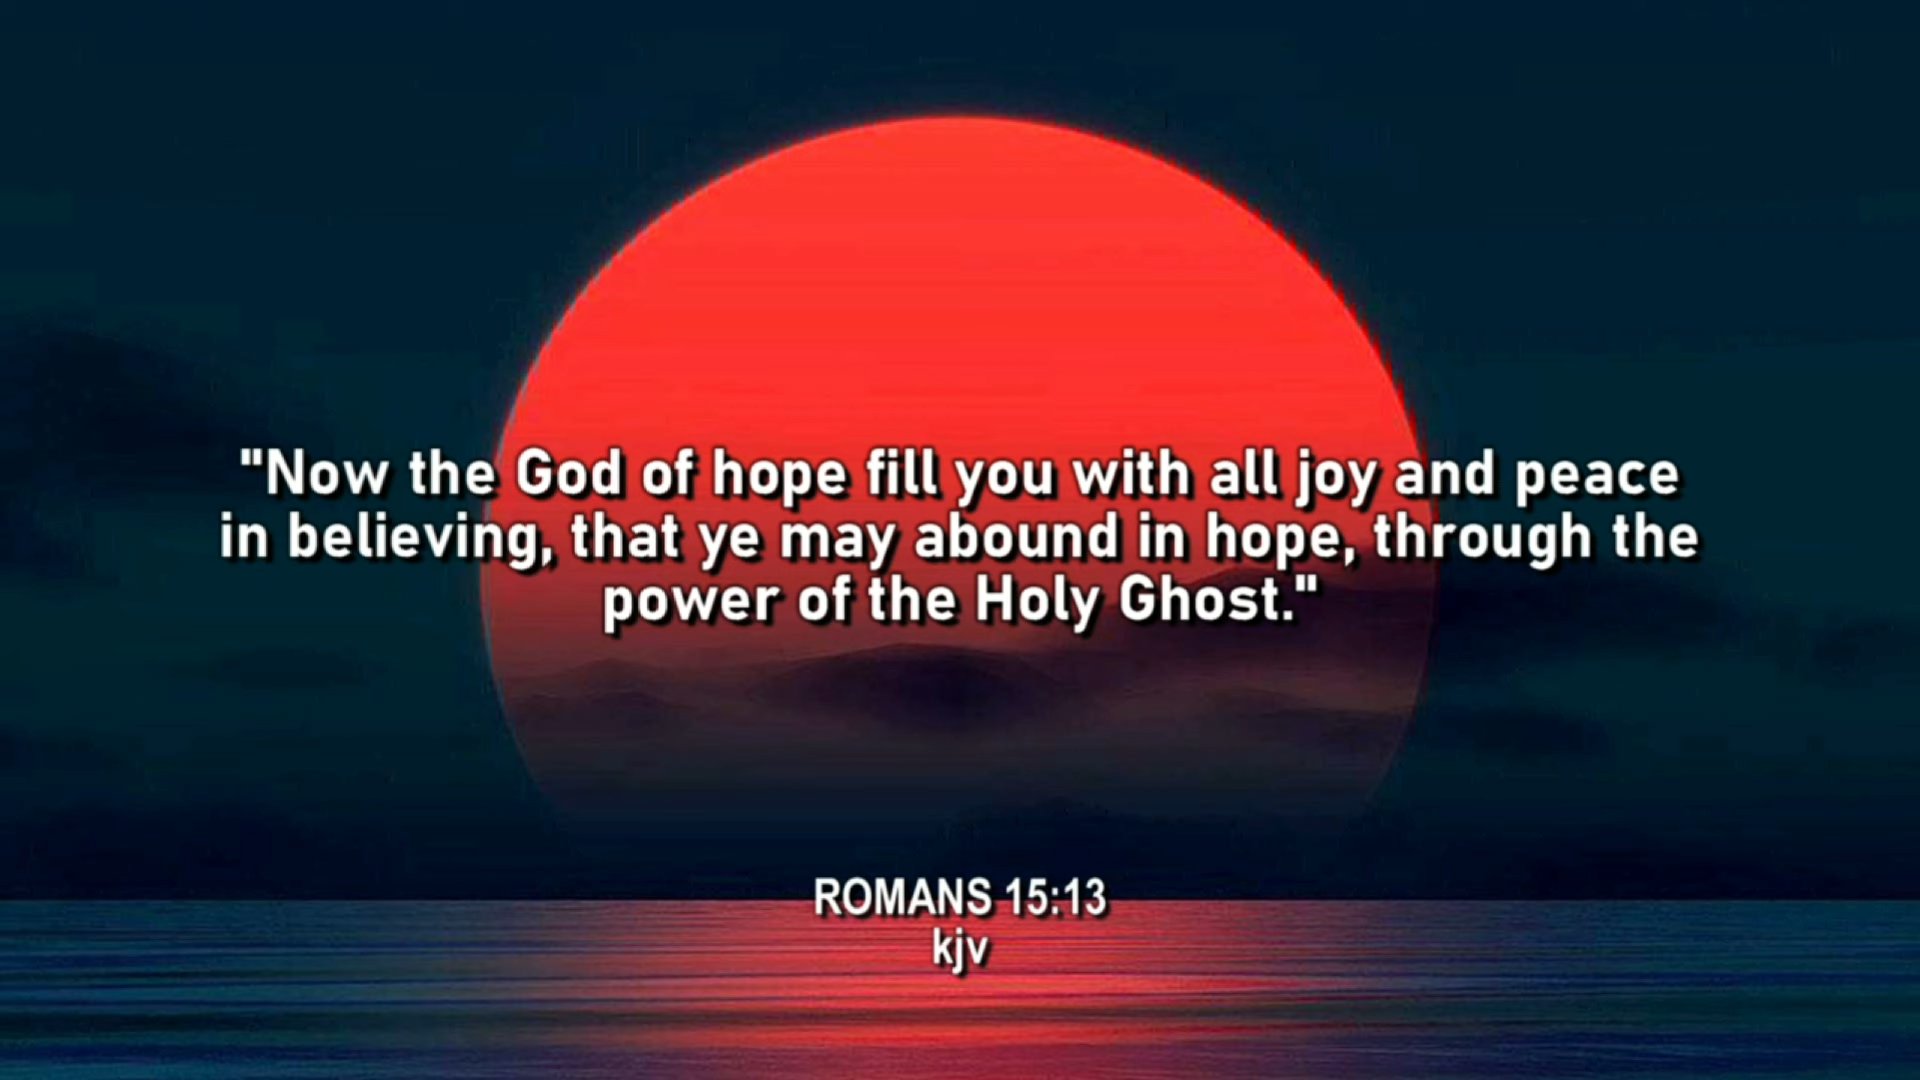 "Now the God of hope fill you with all joy and peace
in believing, that ye may abound in hope, through the
power of the Holy Ghost."
ROMANS 15:13
kjv